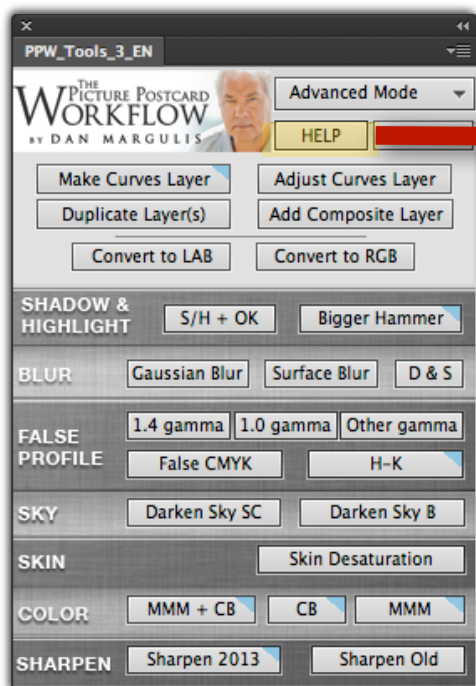 PPW_Tools_3_EN
THE
PICTURE POSTCARD
WORKFLOW
BY DAN MARGULIS
Advanced Mode
HELP
Make Curves Layer
Adjust Curves Layer
Duplicate Layer(s)
Add Composite Layer
Convert to LAB
Convert to RGB
SHADOW &
HIGHLIGHT
S/H + OK
Bigger Hammer
BLUR
Gaussian Blur
Surface Blur
D & S
FALSE
PROFILE
1.4 gamma
1.0 gamma
Other gamma
False CMYK
H-K
SKY
Darken Sky SC
Darken Sky B
SKIN
Skin Desaturation
COLOR
MMM + CB
CB
MMM
SHARPEN
Sharpen 2013
Sharpen Old